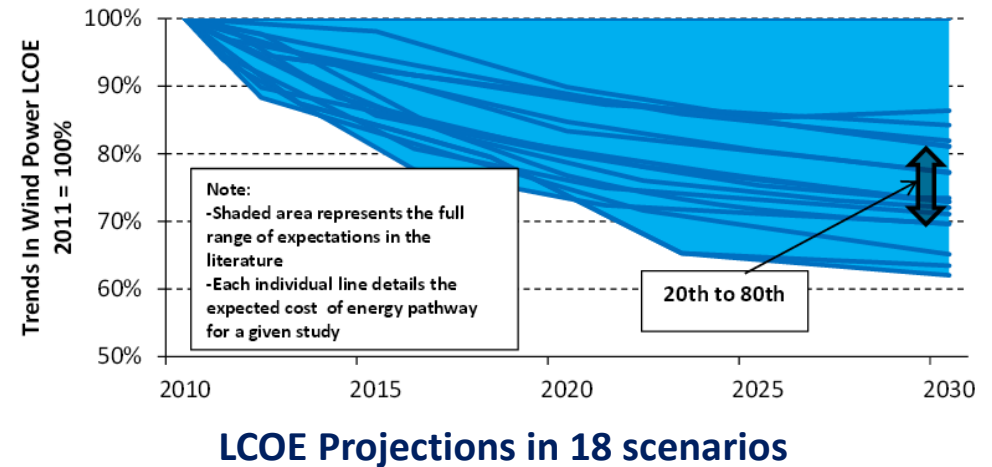 Trends In Wind Power LCOE
2011 = 100%
100%
90%
80%
70%
60%
50%
Note:
-Shaded area represents the full
range of expectations in the
literature
-Each individual line details the
expected cost of energy pathway
for a given study
20th to 80th
2010
2015
2020
2025
2030
LCOE Projections in 18 scenarios